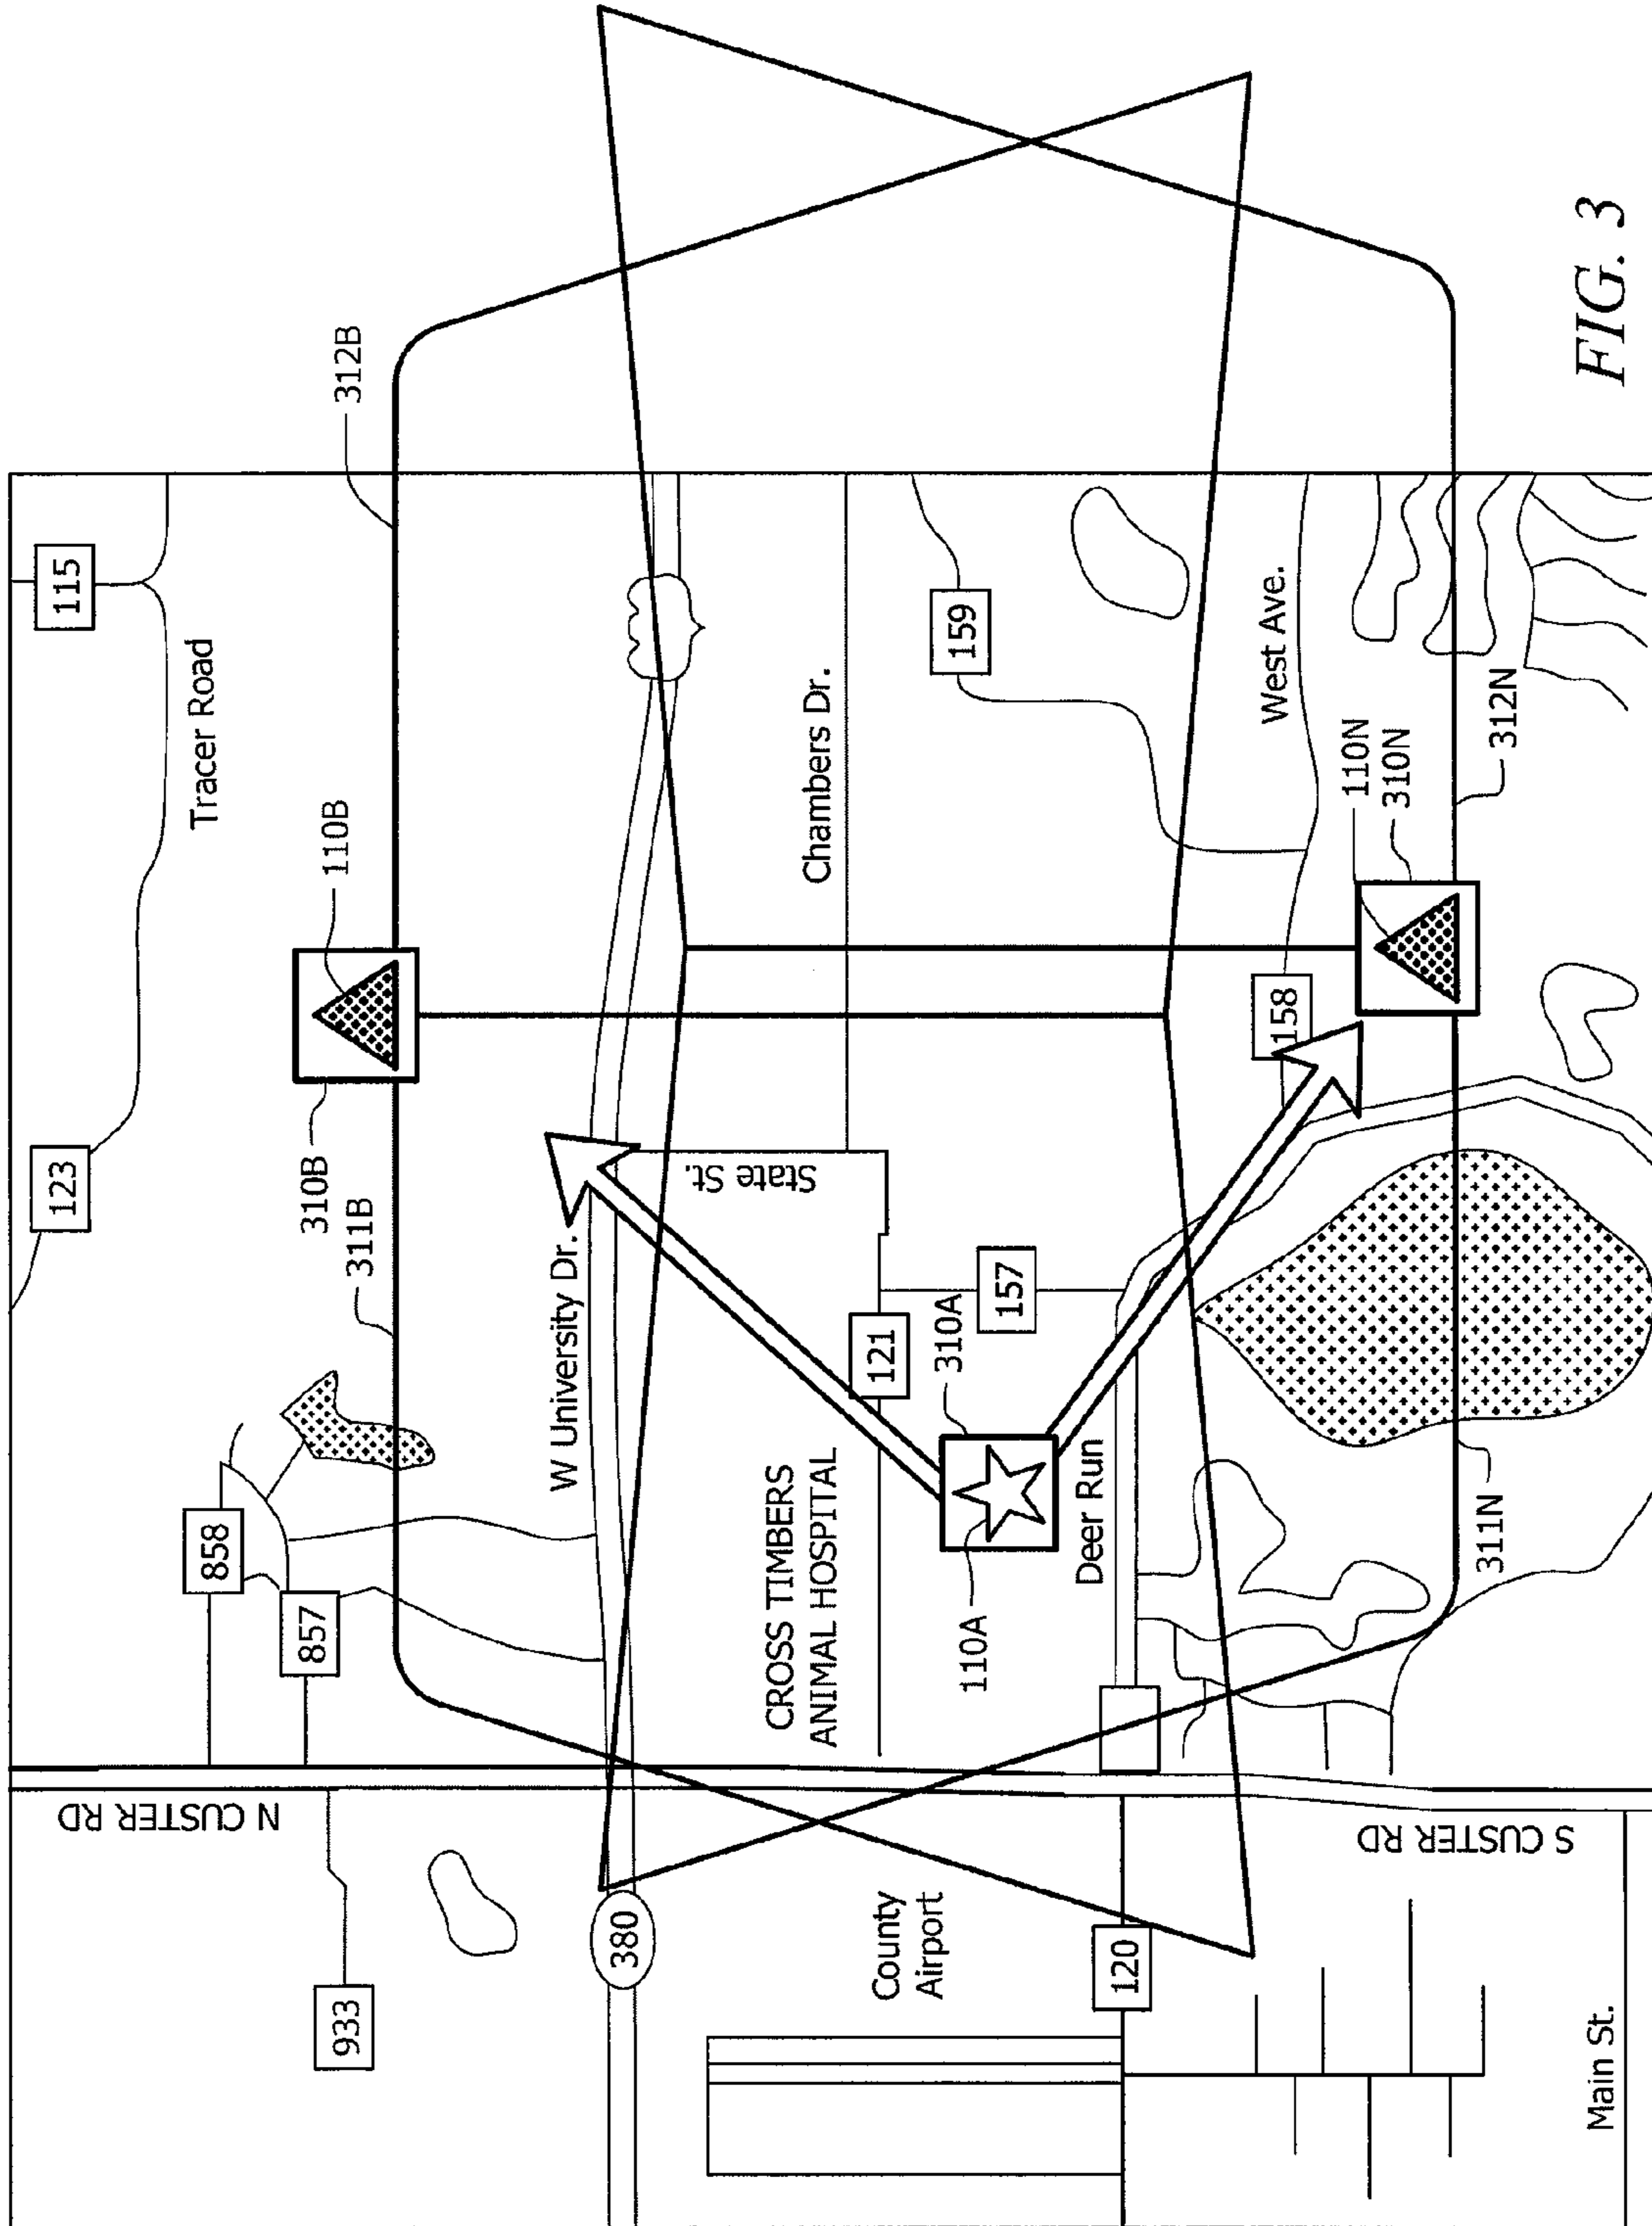 115
123
Tracer Road
858
857
933
N CUSTER RD
312B
110B
310B
311B
W University Dr.
380
State St.
Chambers Dr.
CROSS TIMBERS
ANIMAL HOSPITAL
121
County
Airport
159
157
310A
110A
Deer Run
120
West Ave.
158
110N
310N
312N
311N
S CUSTER RD
Main St.
FIG. 3